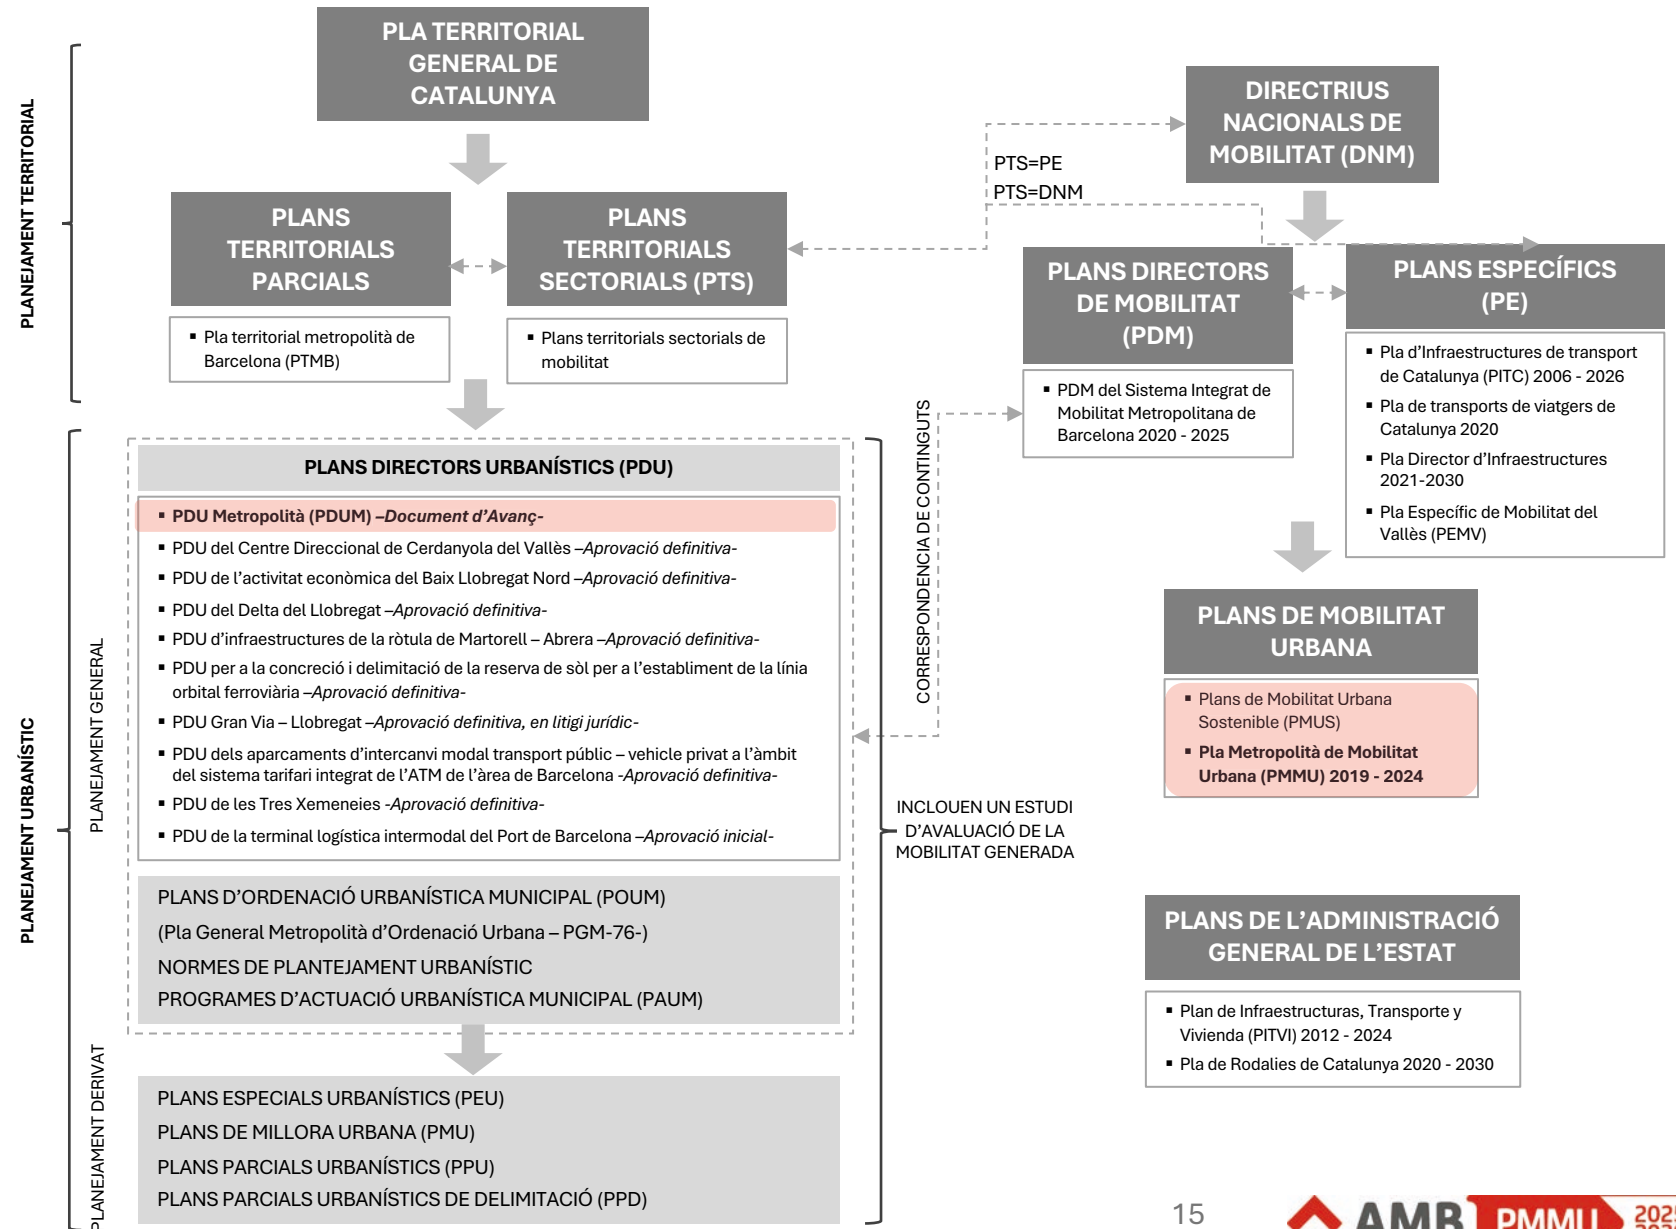 PLANEJAMENT TERRITORIAL
PLA TERRITORIAL
GENERAL DE
CATALUNYA
PLANS
TERRITORIALS
PARCIALS
▪ Pla territorial metropolità de
Barcelona (PTMB)
PLANS
TERRITORIALS
SECTORIALS (PTS)
▪ Plans territorials sectorials de
mobilitat
PTS=PE
PTS=DNM
DIRECTRIUS
NACIONALS DE
MOBILITAT (DNM)
PLANS DIRECTORS
DE MOBILITAT
(PDM)
▪ PDM del Sistema Integrat de
Mobilitat Metropolitana de
Barcelona 2020 - 2025
PLANS ESPECÍFICS
(PE)
▪ Pla d’Infraestructures de transport
de Catalunya (PITC) 2006 - 2026
▪ Pla de transports de viatgers de
Catalunya 2020
▪ Pla Director d’Infraestructures
2021-2030
▪ Pla Específic de Mobilitat del
Vallès (PEMV)
PLANEJAMENT URBANÍSTIC
PLANEJAMENT GENERAL
PLANS DIRECTORS URBANÍSTICS (PDU)
▪ PDU Metropolità (PDUM) –Document d’Avanç-
▪ PDU del Centre Direccional de Cerdanyola del Vallès –Aprovació definitiva-
▪ PDU de l’activitat econòmica del Baix Llobregat Nord –Aprovació definitiva-
▪ PDU del Delta del Llobregat –Aprovació definitiva-
▪ PDU d’infraestructures de la ròtula de Martorell – Abrera –Aprovació definitiva-
▪ PDU per a la concreció i delimitació de la reserva de sòl per a l’establiment de la línia
orbital ferroviària –Aprovació definitiva-
▪ PDU Gran Via – Llobregat –Aprovació definitiva, en litigi jurídic-
▪ PDU dels aparcaments d’intercanvi modal transport públic – vehicle privat a l’àmbit
del sistema tarifari integrat de l’ATM de l’àrea de Barcelona -Aprovació definitiva-
▪ PDU de les Tres Xemeneies -Aprovació definitiva-
▪ PDU de la terminal logística intermodal del Port de Barcelona –Aprovació inicial-
PLANS D’ORDENACIÓ URBANÍSTICA MUNICIPAL (POUM)
(Pla General Metropolità d’Ordenació Urbana – PGM-76-)
NORMES DE PLANTEJAMENT URBANÍSTIC
PROGRAMES D’ACTUACIÓ URBANÍSTICA MUNICIPAL (PAUM)
PLANEJAMENT DERIVAT
PLANS ESPECIALS URBANÍSTICS (PEU)
PLANS DE MILLORA URBANA (PMU)
PLANS PARCIALS URBANÍSTICS (PPU)
PLANS PARCIALS URBANÍSTICS DE DELIMITACIÓ (PPD)
CORRESPONDENCIA DE CONTINGUTS
INCLOUEN UN ESTUDI
D’AVALUACIÓ DE LA
MOBILITAT GENERADA
PLANS DE MOBILITAT
URBANA
▪ Plans de Mobilitat Urbana
Sostenible (PMUS)
▪ Pla Metropolità de Mobilitat
Urbana (PMMU) 2019 - 2024
PLANS DE L’ADMINISTRACIÓ
GENERAL DE L’ESTAT
▪ Plan de Infraestructuras, Transporte y
Vivienda (PITVI) 2012 - 2024
▪ Pla de Rodalies de Catalunya 2020 - 2030
15
AMB PMMU